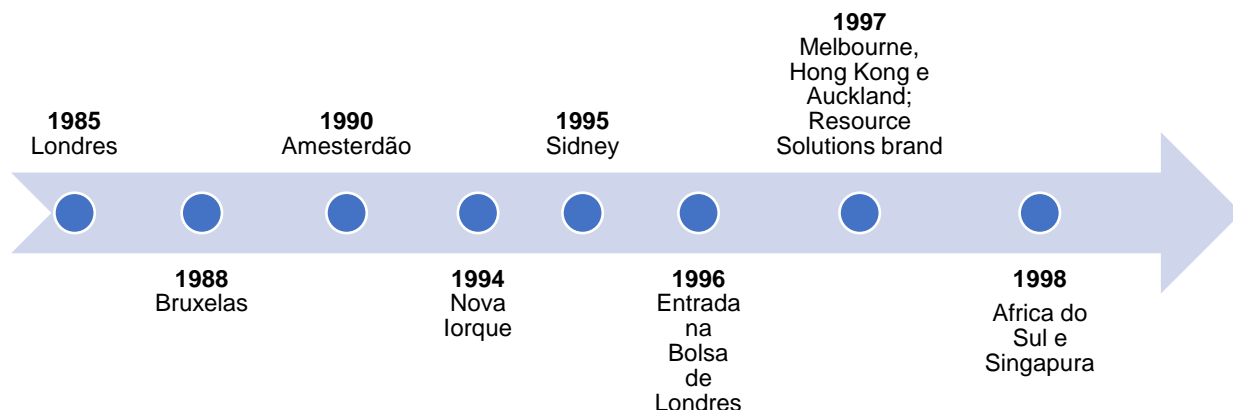 1985
Londres
1988
Bruxelas
1990
Amesterdão
1994
Nova
Iorque
1995
Sidney
1996
Entrada
na
Bolsa
de
Londres
1997
Melbourne,
Hong Kong e
Auckland;
Resource
Solutions brand
1998
Africa do
Sul e
Singapura